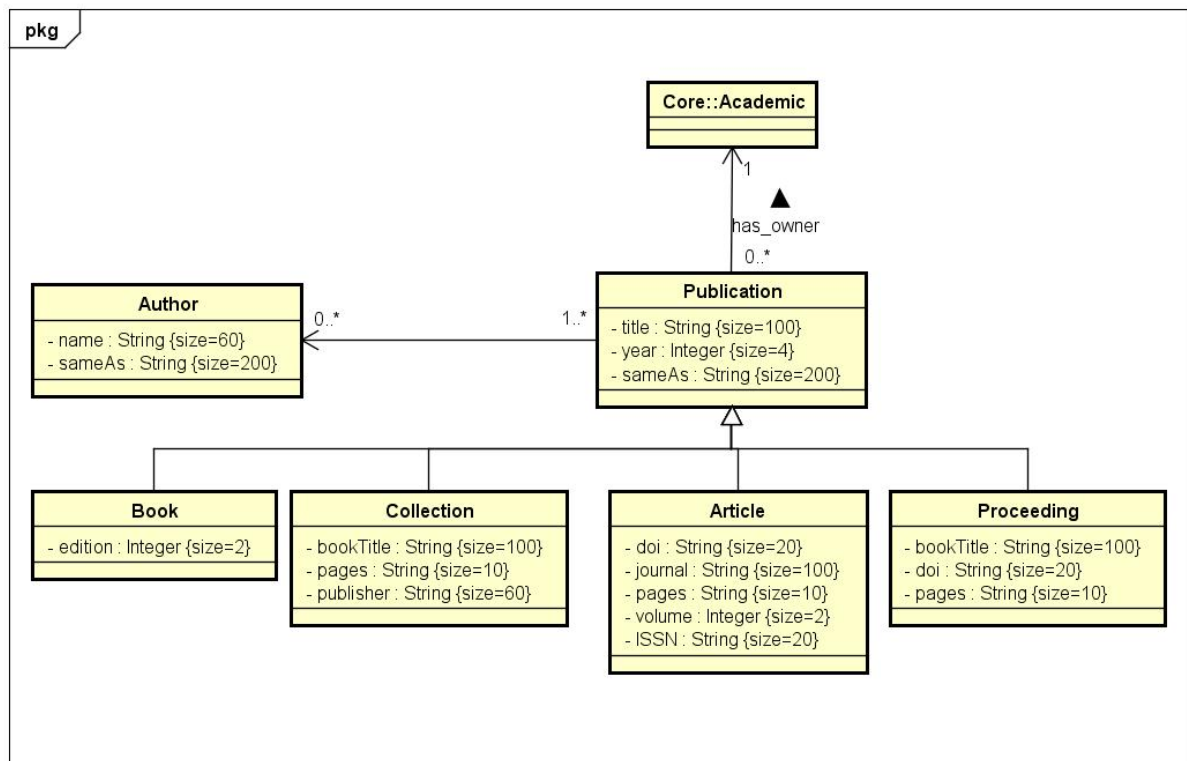 pkg
Core::Academic
1
▲
has_owner
0..*
Publication
- title : String {size=100}
- year : Integer {size=4}
- sameAs : String {size=200}
Author
- name : String {size=60}
- sameAs : String {size=200}
0..*
1..*
Book
- edition : Integer {size=2}
Collection
- bookTitle : String {size=100}
- pages : String {size=10}
- publisher : String {size=60}
Article
- doi : String {size=20}
- journal : String {size=100}
- pages : String {size=10}
- volume : Integer {size=2}
- ISSN : String {size=20}
Proceeding
- bookTitle : String {size=100}
- doi : String {size=20}
- pages : String {size=10}